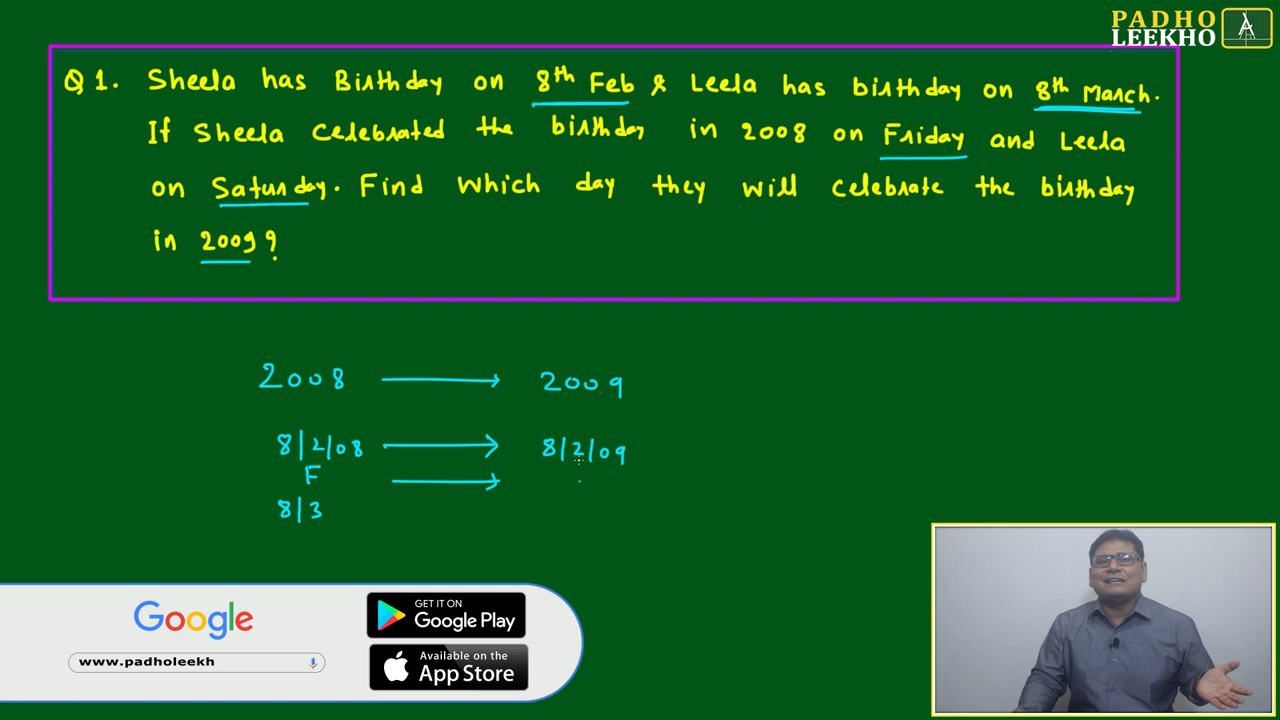 PADHO
LEEKHO
Q 1. Sheela has Birthday on 8th Feb & Leela has birthday on 8th March.
If Sheela celebrated the birthday in 2008 on Friday and Leela
on Saturday. Find which day they will celebrate the birthday
in 2009?
2008 → 2009
8/2/08 → 8/2/09
F →
8/3
Google
www.padholeekh
GET IT ON
Google Play
Available on the
App Store